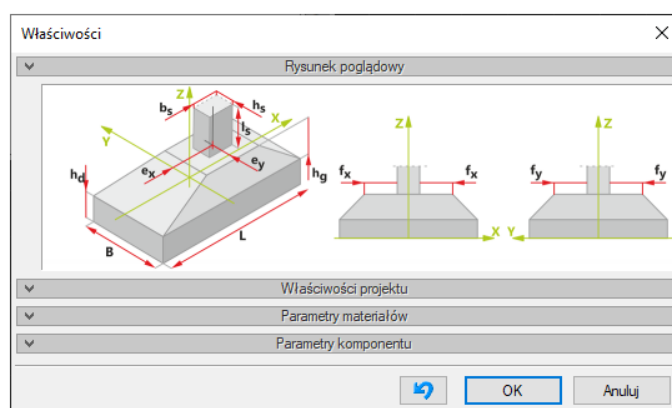 Właściwości
Rysunek poglądowy
Z
bs
hs
X
ls
Y
ex
ey
hd
hg
B
L
Z
fx
fx
X
Z
fy
fy
Y
Właściwości projektu
Parametry materiałów
Parametry komponentu
OK
Anuluj